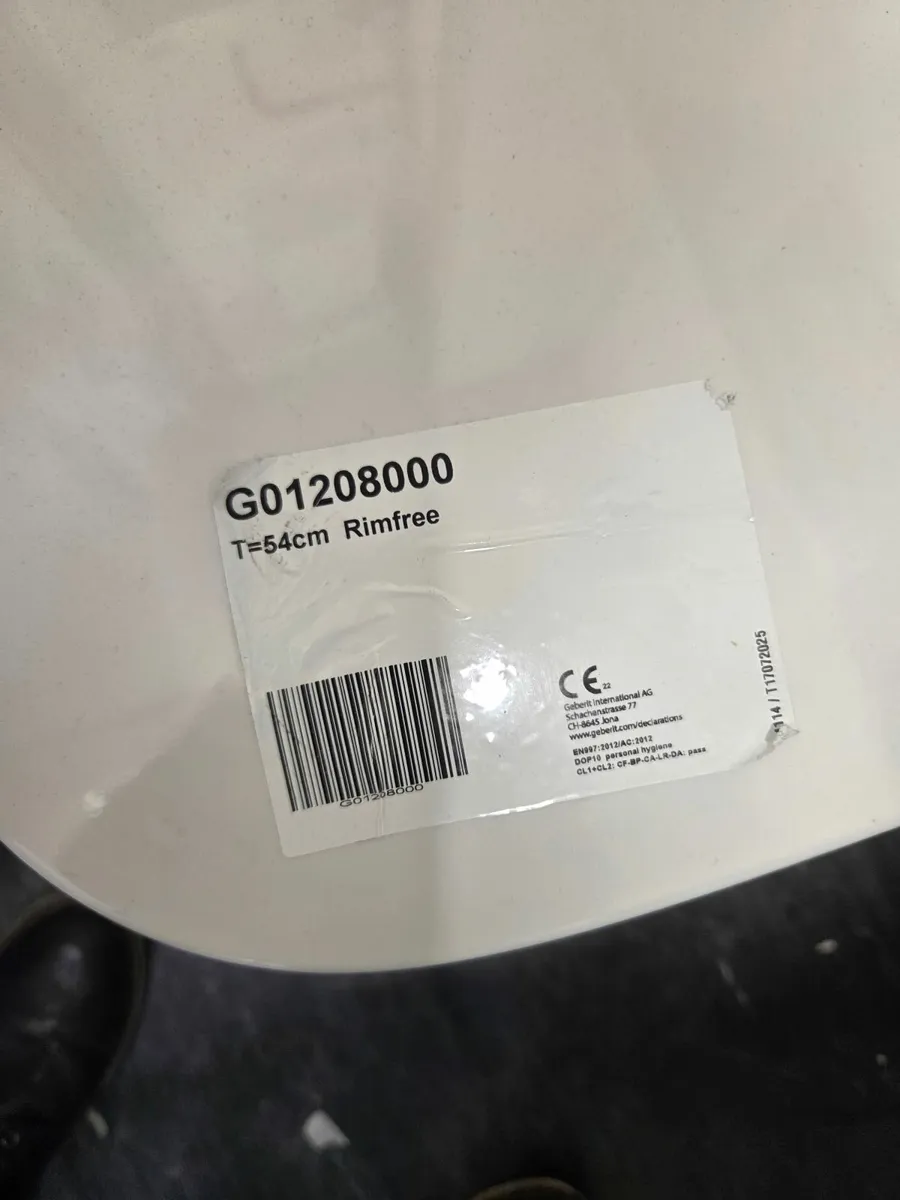 G01208000
T=54cm Rimfree
G01208000
CE 22
Geberit International AG
Schachenstrasse 77
CH-8645 Jona
www.geberit.com/declarations
EN997:2012/AC:2012
DOP10 personal hygiene
CL1+CL2: CF-BP-CA-LR-DA: pass
114 / T17072025